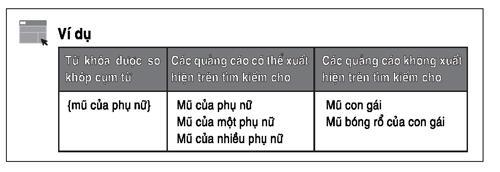 Ví dụ
Từ khóa được so
khớp cụm từ
Các quảng cáo có thể xuất
hiện trên tìm kiếm cho
Các quảng cáo không xuất
hiện trên tìm kiếm cho
{mũ của phụ nữ}
Mũ của phụ nữ
Mũ của một phụ nữ
Mũ của nhiều phụ nữ
Mũ con gái
Mũ bóng rổ của con gái